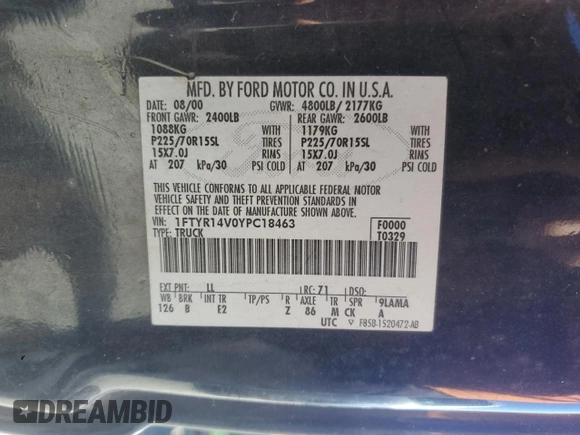 MFD. BY FORD MOTOR CO. IN U.S.A.
DATE: 08/00 GVWR: 4800LB/ 2177KG
FRONT GAWR: 2400LB REAR GAWR: 2600LB
1088KG WITH 1179KG WITH
P225/70R15SL TIRES P225/70R15SL TIRES
15X7.0J RIMS 15X7.0J RIMS
AT 207 kPa/30 PSI COLD AT 207 kPa/30 PSI COLD
THIS VEHICLE CONFORMS TO ALL APPLICABLE FEDERAL MOTOR
VEHICLE SAFETY AND THEFT PREVENTION STANDARDS IN
EFFECT ON THE DATE OF MANUFACTURE SHOWN ABOVE.
VIN: 1FTYR14V0YPC18463 F0000
TYPE: TRUCK T0329
EXT PNT: LL RC: 71 DSO:
WB BRK INT TR TP/PS R AXLE TR SPR 9LAMA
126 B E2 Z 86 M CK A
UTC V F85B-1520472-AB
DREAMBID